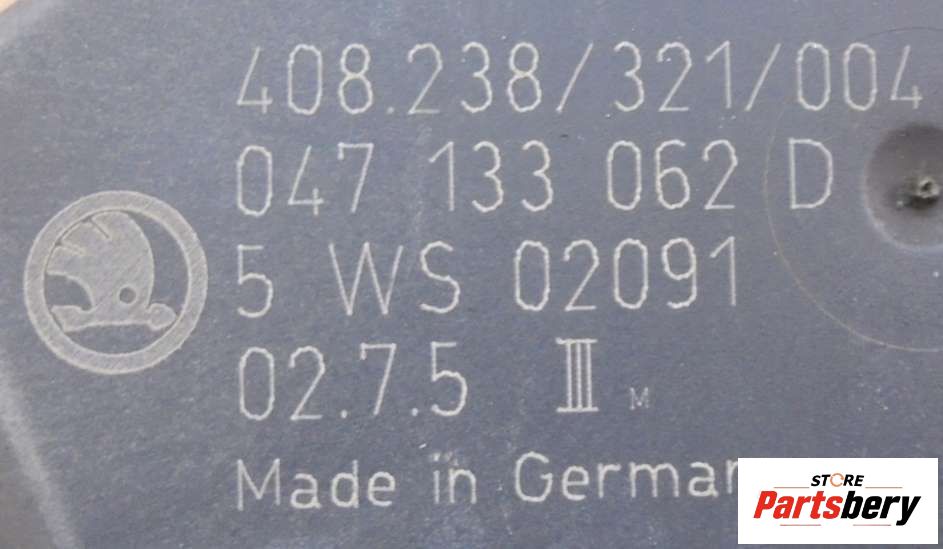 408.238/321/004
047 133 062 D
5 WS 02091
02.7.5 III M
Made in German
STORE
Partsbery